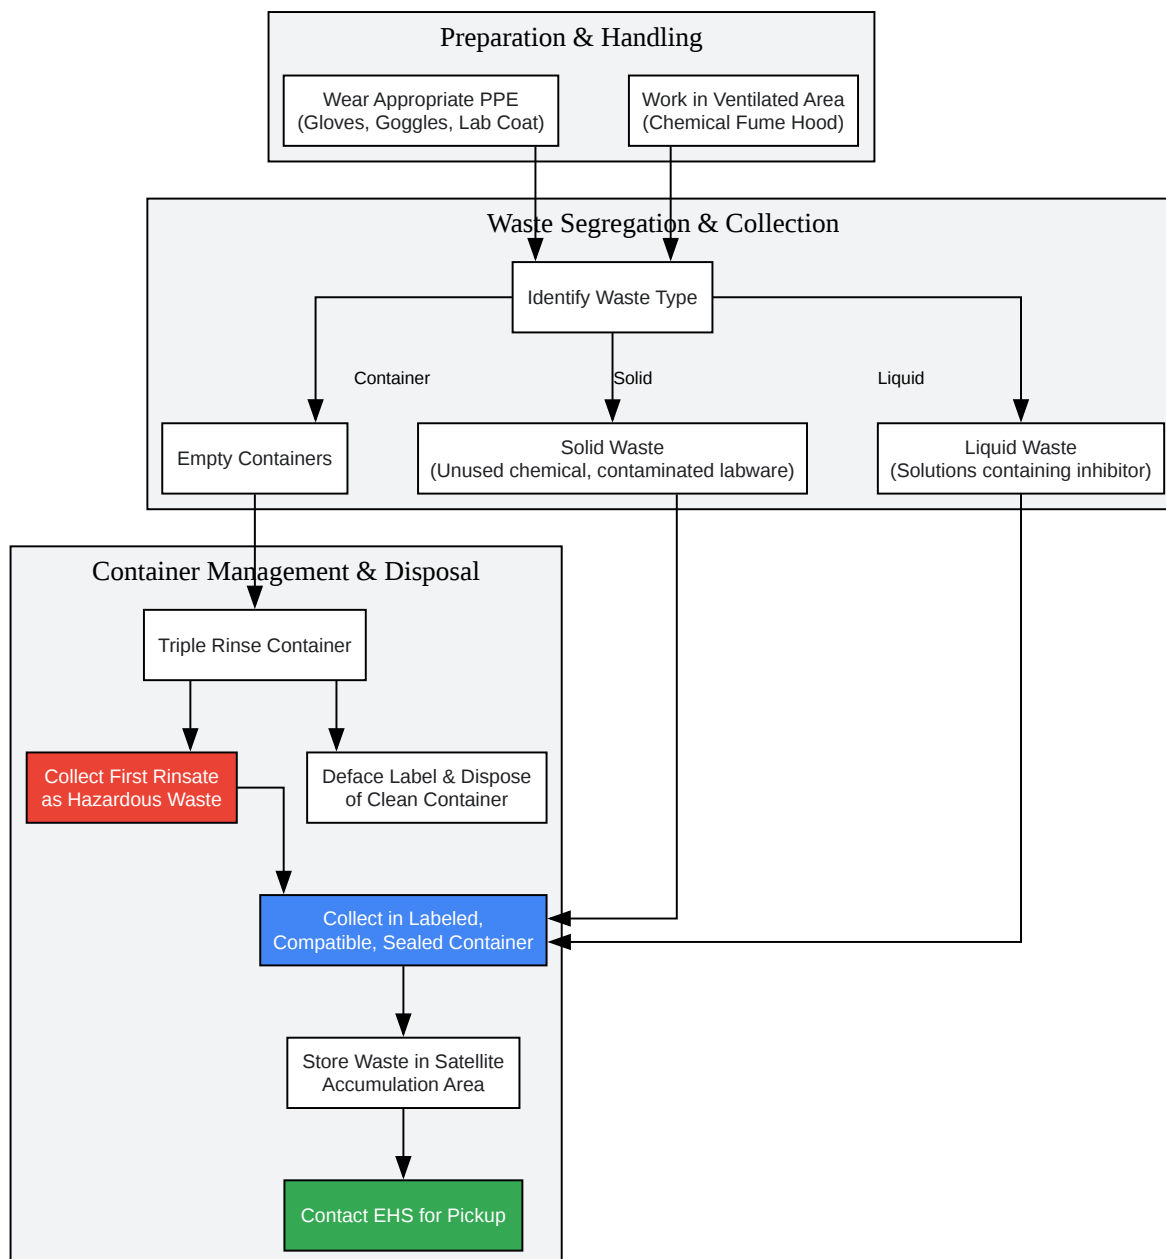 Preparation & Handling
Wear Appropriate PPE
(Gloves, Goggles, Lab Coat)
Work in Ventilated Area
(Chemical Fume Hood)
Waste Segregation & Collection
Identify Waste Type
Container
Solid
Liquid
Empty Containers
Solid Waste
(Unused chemical, contaminated labware)
Liquid Waste
(Solutions containing inhibitor)
Container Management & Disposal
Triple Rinse Container
Collect First Rinsate
as Hazardous Waste
Deface Label & Dispose
of Clean Container
Collect in Labeled,
Compatible, Sealed Container
Store Waste in Satellite
Accumulation Area
Contact EHS for Pickup